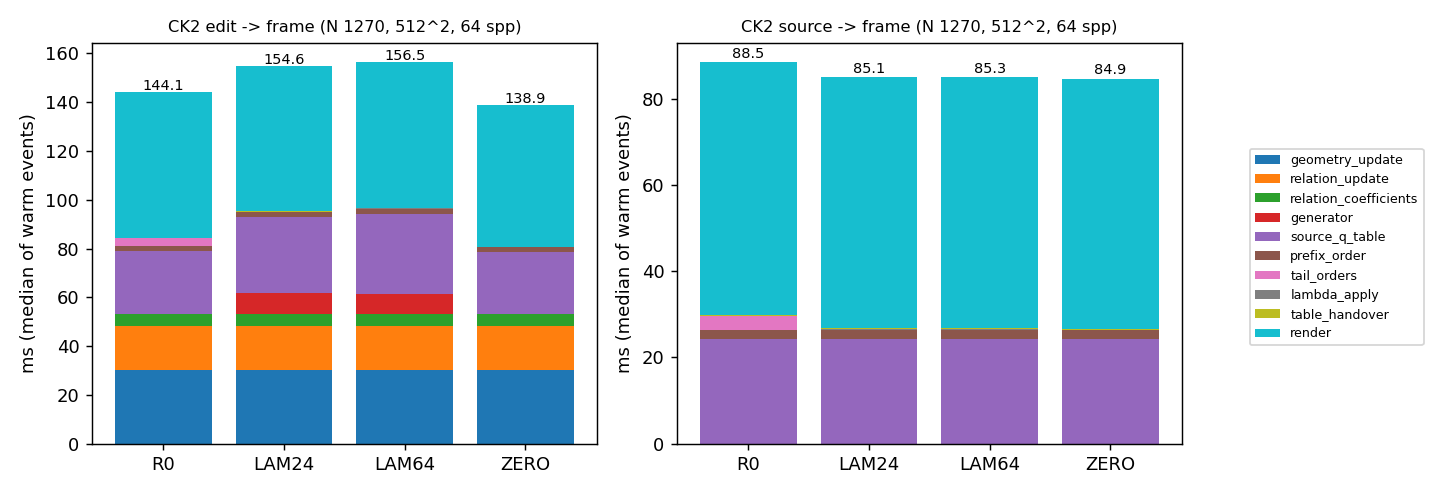 CK2 edit -> frame (N 1270, 512^2, 64 spp)
ms (median of warm events)
160
140
120
100
80
60
40
20
0
144.1
154.6
156.5
138.9
R0
LAM24
LAM64
ZERO
CK2 source -> frame (N 1270, 512^2, 64 spp)
ms (median of warm events)
80
60
40
20
0
88.5
85.1
85.3
84.9
R0
LAM24
LAM64
ZERO
geometry_update
relation_update
relation_coefficients
generator
source_q_table
prefix_order
tail_orders
lambda_apply
table_handover
render